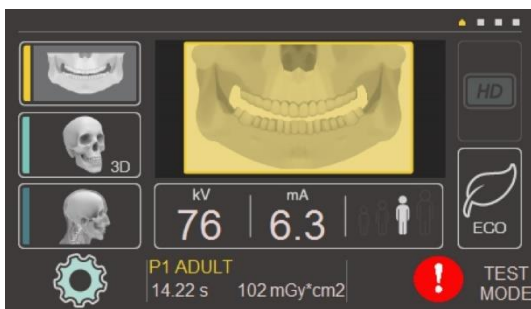 HD
3D
kV
mA
76
6.3
ECO
P1 ADULT
14.22 s
102 mGy*cm2
!
TEST
MODE